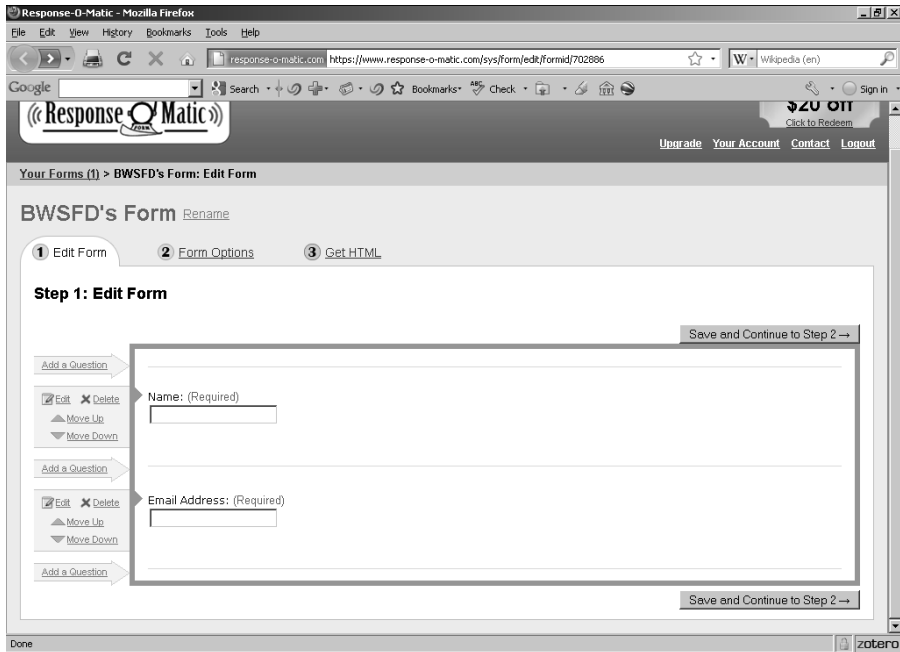 Response-O-Matic - Mozilla Firefox
File Edit View History Bookmarks Tools Help
response-o-matic.com https://www.response-o-matic.com/sys/form/edit/formid/702886 W Wikipedia (en)
Google Search Bookmarks ABC Check Sign in
((Response-O-Matic)) FORM
$20 Off
Click to Redeem
Upgrade Your Account Contact Logout
Your Forms (1) > BWSFD's Form: Edit Form
BWSFD's Form Rename
1 Edit Form 2 Form Options 3 Get HTML
Step 1: Edit Form
Save and Continue to Step 2→
Add a Question
Edit Delete Name: (Required)
Move Up
Move Down
Add a Question
Edit Delete Email Address: (Required)
Move Up
Move Down
Add a Question
Save and Continue to Step 2→
Done zotero